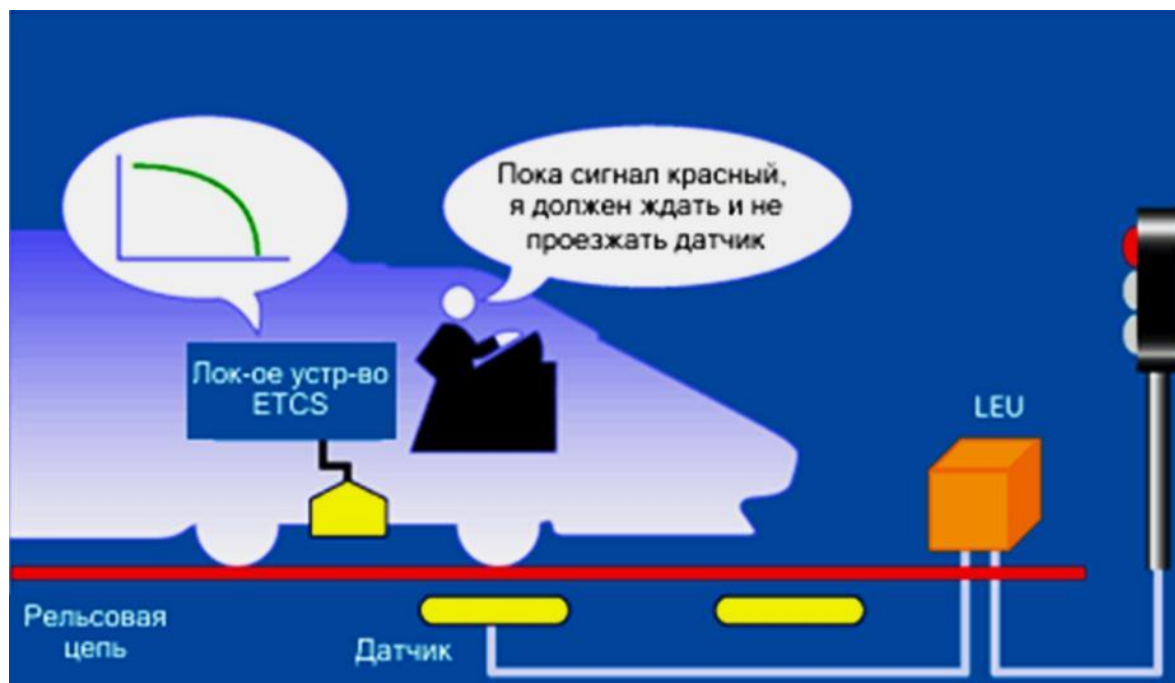 Пока сигнал красный,
я должен ждать и не
проезжать датчик
Лок-ое устр-во
ETCS
LEU
Рельсовая
цепь
Датчик